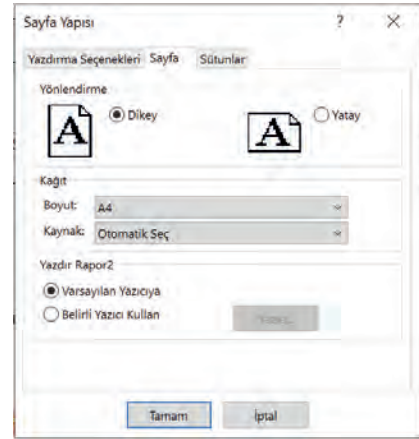 Sayfa Yapısı ? ×
Yazdırma Seçenekleri Sayfa Sütunlar
Yönlendirme
A Dikey A Yatay
Kağıt
Boyut: A4
Kaynak: Otomatik Seç
Yazdır Rapor2
Varsayılan Yazıcıya
Belirli Yazıcı Kullan
Tamam İptal